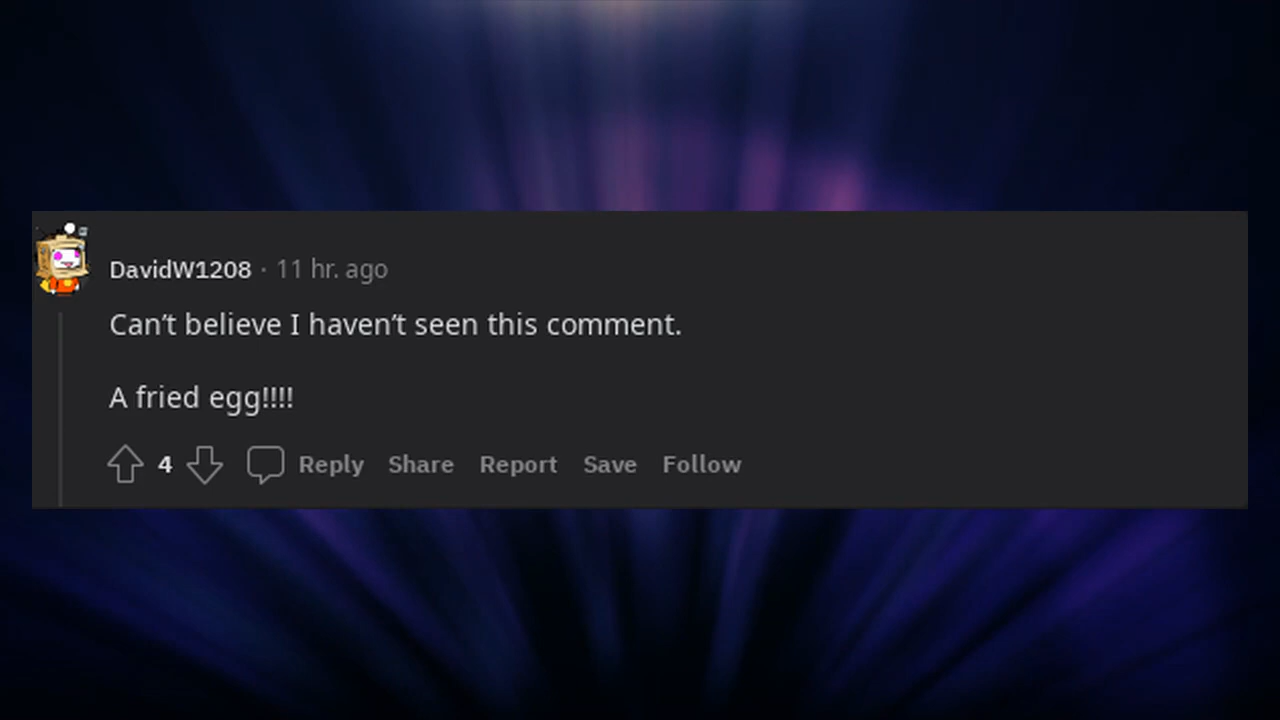 DavidW1208 · 11 hr. ago
Can’t believe I haven’t seen this comment.
A fried egg!!!!
4 Reply Share Report Save Follow